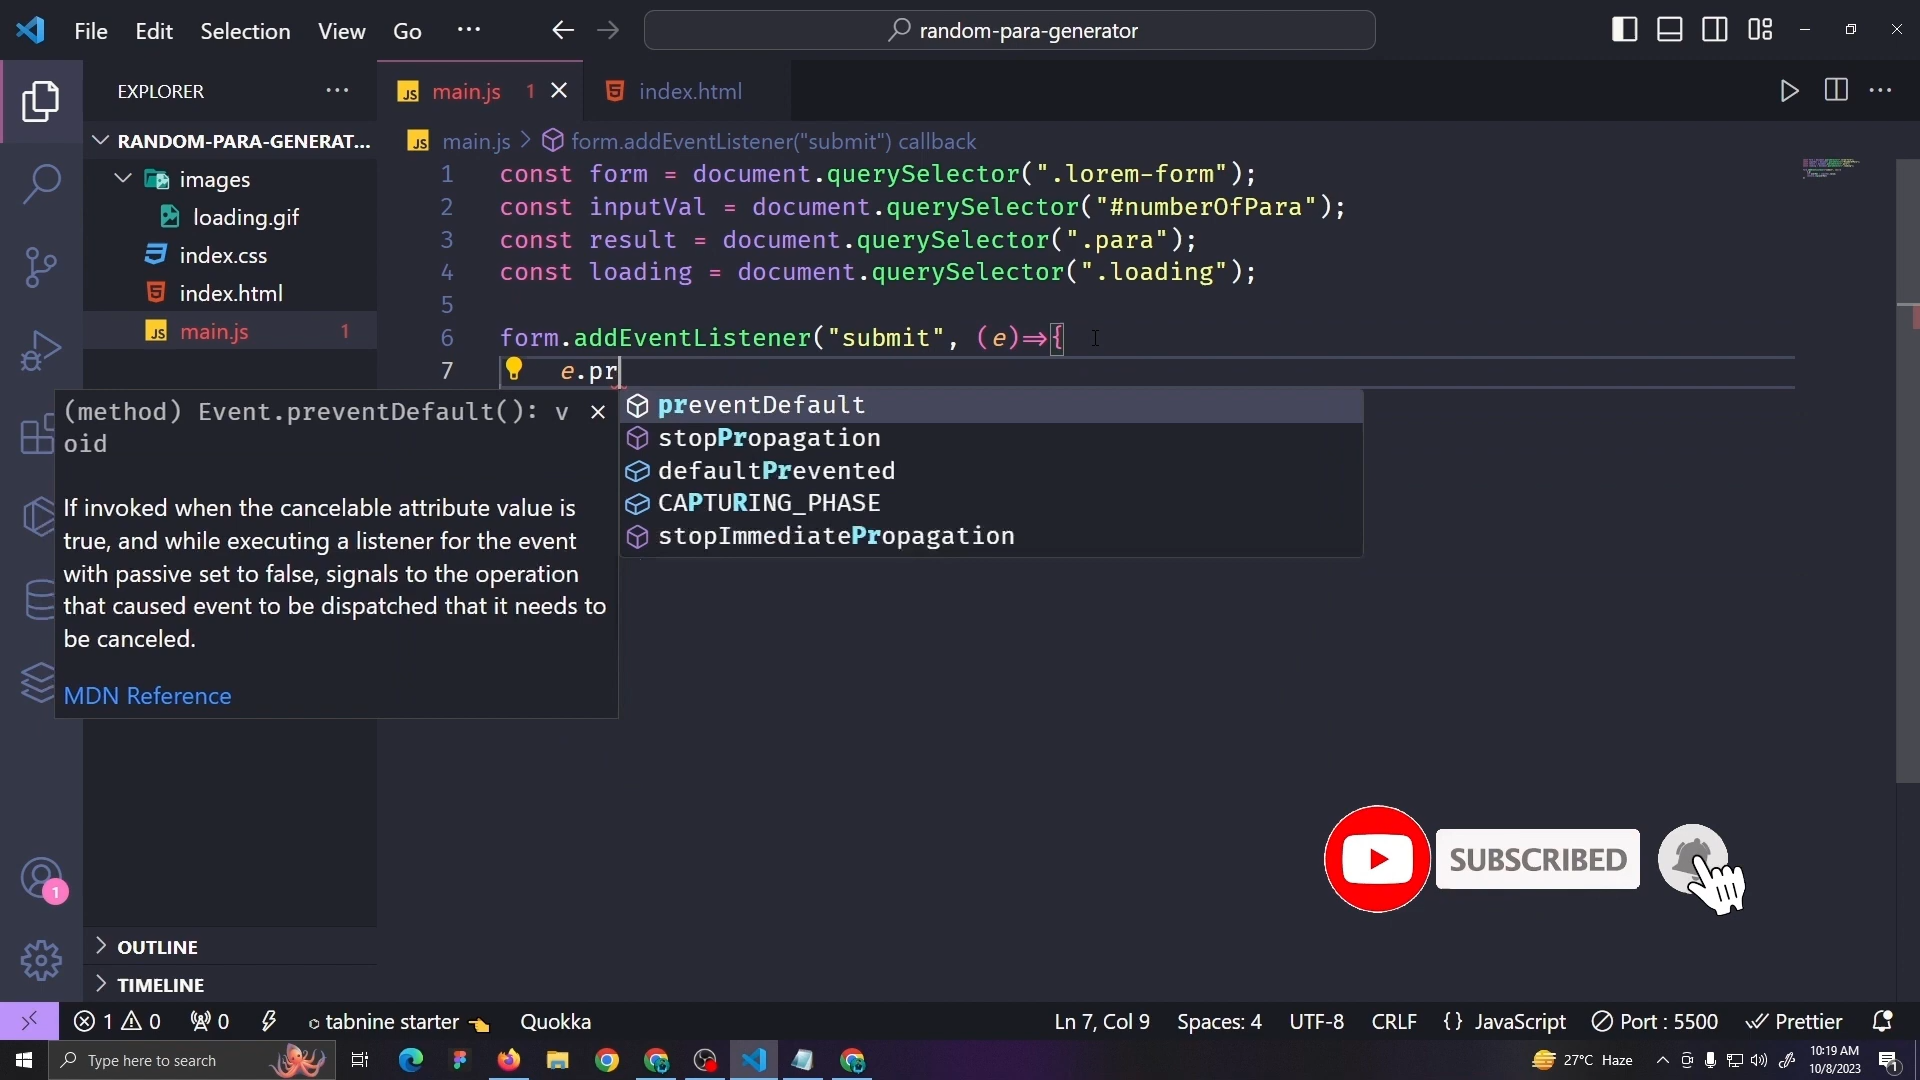 File Edit Selection View Go ··· random-para-generator
EXPLORER ···
JS main.js 1
index.html
RANDOM-PARA-GENERAT...
images
loading.gif
index.css
index.html
JS main.js 1
JS main.js > form.addEventListener("submit") callback
1 const form = document.querySelector(".lorem-form");
2 const inputVal = document.querySelector("#numberOfPara");
3 const result = document.querySelector(".para");
4 const loading = document.querySelector(".loading");
5
6 form.addEventListener("submit", (e)=>{
7 e.pr
(method) Event.preventDefault(): v
oid
If invoked when the cancelable attribute value is
true, and while executing a listener for the event
with passive set to false, signals to the operation
that caused event to be dispatched that it needs to
be canceled.
MDN Reference
preventDefault
stopPropagation
defaultPrevented
CAPTURING_PHASE
stopImmediatePropagation
SUBSCRIBED
1
OUTLINE
TIMELINE
1 0 0 tabnine starter Quokka Ln 7, Col 9 Spaces: 4 UTF-8 CRLF {} JavaScript Port : 5500 Prettier
Type here to search
27°C Haze
10:19 AM
10/8/2023
1